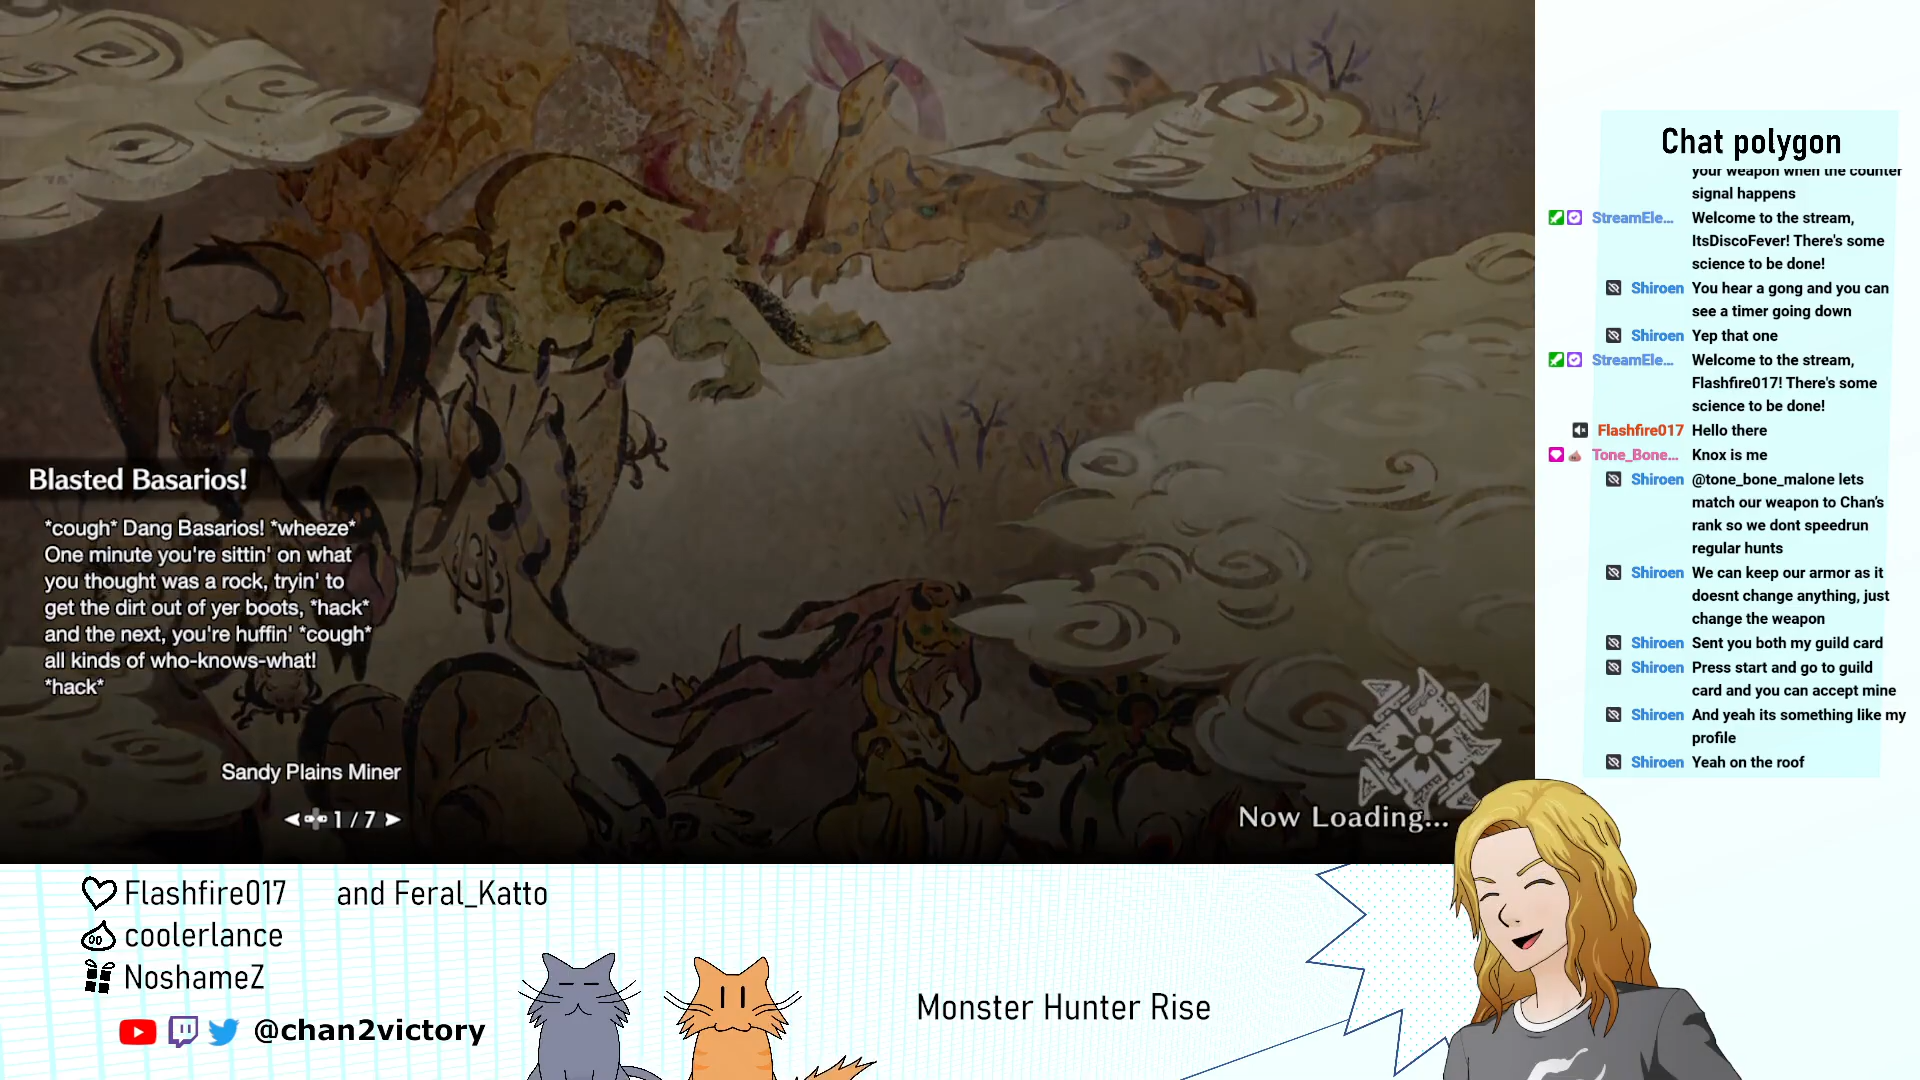 Blasted Basarios!
*cough* Dang Basarios! *wheeze*
One minute you're sittin' on what
you thought was a rock, tryin' to
get the dirt out of yer boots, *hack*
and the next, you're huffin' *cough*
all kinds of who-knows-what!
*hack*
Sandy Plains Miner
1 / 7
Now Loading...
Chat polygon
your weapon when the counter
signal happens
StreamEle... Welcome to the stream,
ItsDiscoFever! There's some
science to be done!
Shiroen You hear a gong and you can
see a timer going down
Shiroen Yep that one
StreamEle... Welcome to the stream,
Flashfire017! There's some
science to be done!
Flashfire017 Hello there
Tone_Bone... Knox is me
Shiroen @tone_bone_malone lets
match our weapon to Chan's
rank so we dont speedrun
regular hunts
Shiroen We can keep our armor as it
doesnt change anything, just
change the weapon
Shiroen Sent you both my guild card
Shiroen Press start and go to guild
card and you can accept mine
Shiroen And yeah its something like my
profile
Shiroen Yeah on the roof
Flashfire017 and Feral_Katto
coolerlance
NoshameZ
@chan2victory
Monster Hunter Rise